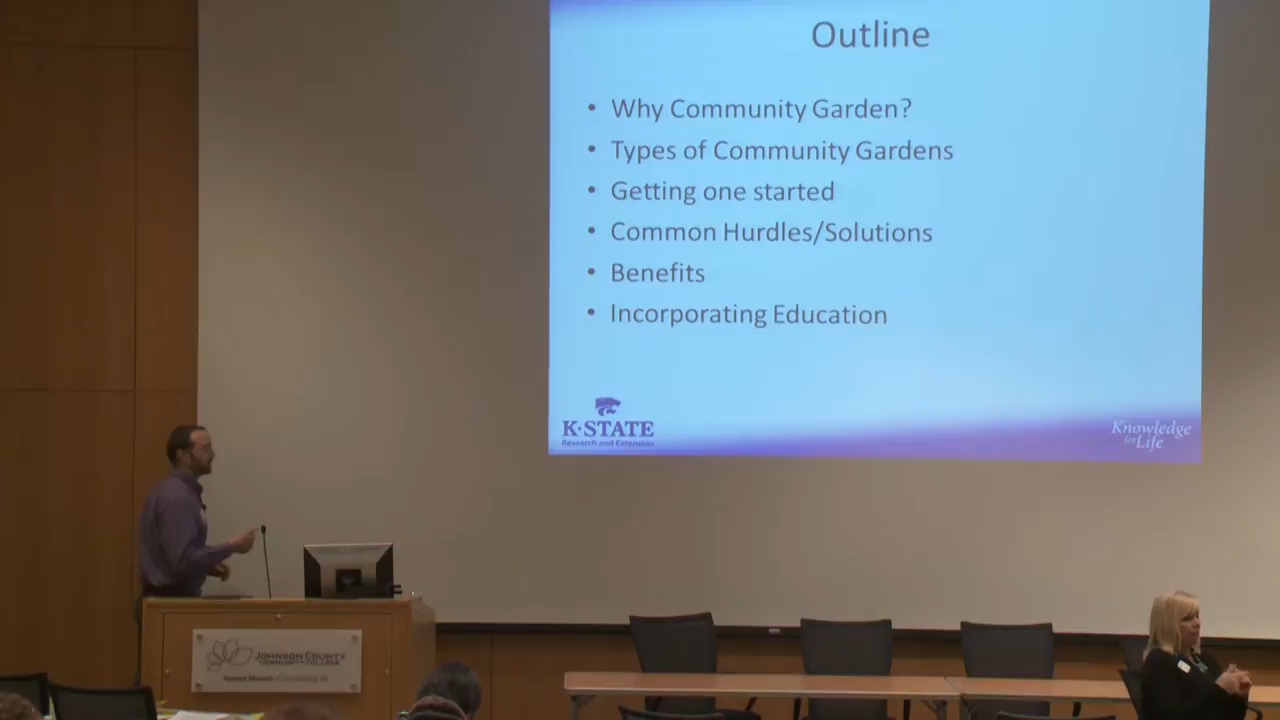 Outline
• Why Community Garden?
• Types of Community Gardens
• Getting one started
• Common Hurdles/Solutions
• Benefits
• Incorporating Education
K-STATE
Research and Extension
Knowledge
for Life
JOHNSON COUNTY
COMMUNITY COLLEGE